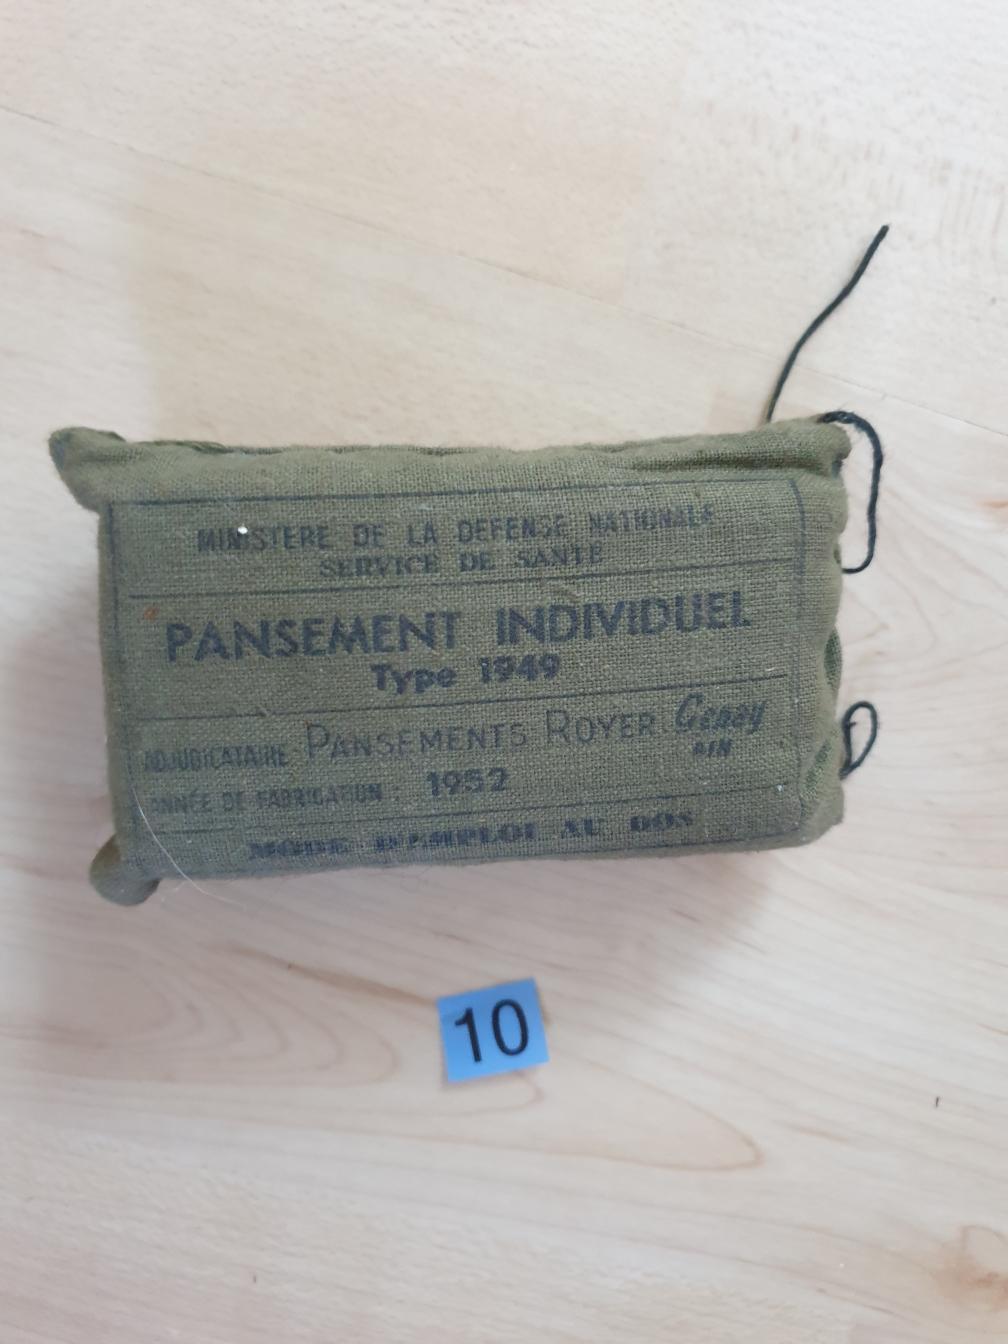 MINISTERE DE LA DEFENSE NATIONALE
SERVICE DE SANTE
PANSEMENT INDIVIDUEL
Type 1949
ADJUDICATAIRE PANSEMENTS ROYER Genay
AIN
ANNÉE DE FABRICATION : 1952
MODE D'EMPLOI AU DOS
10